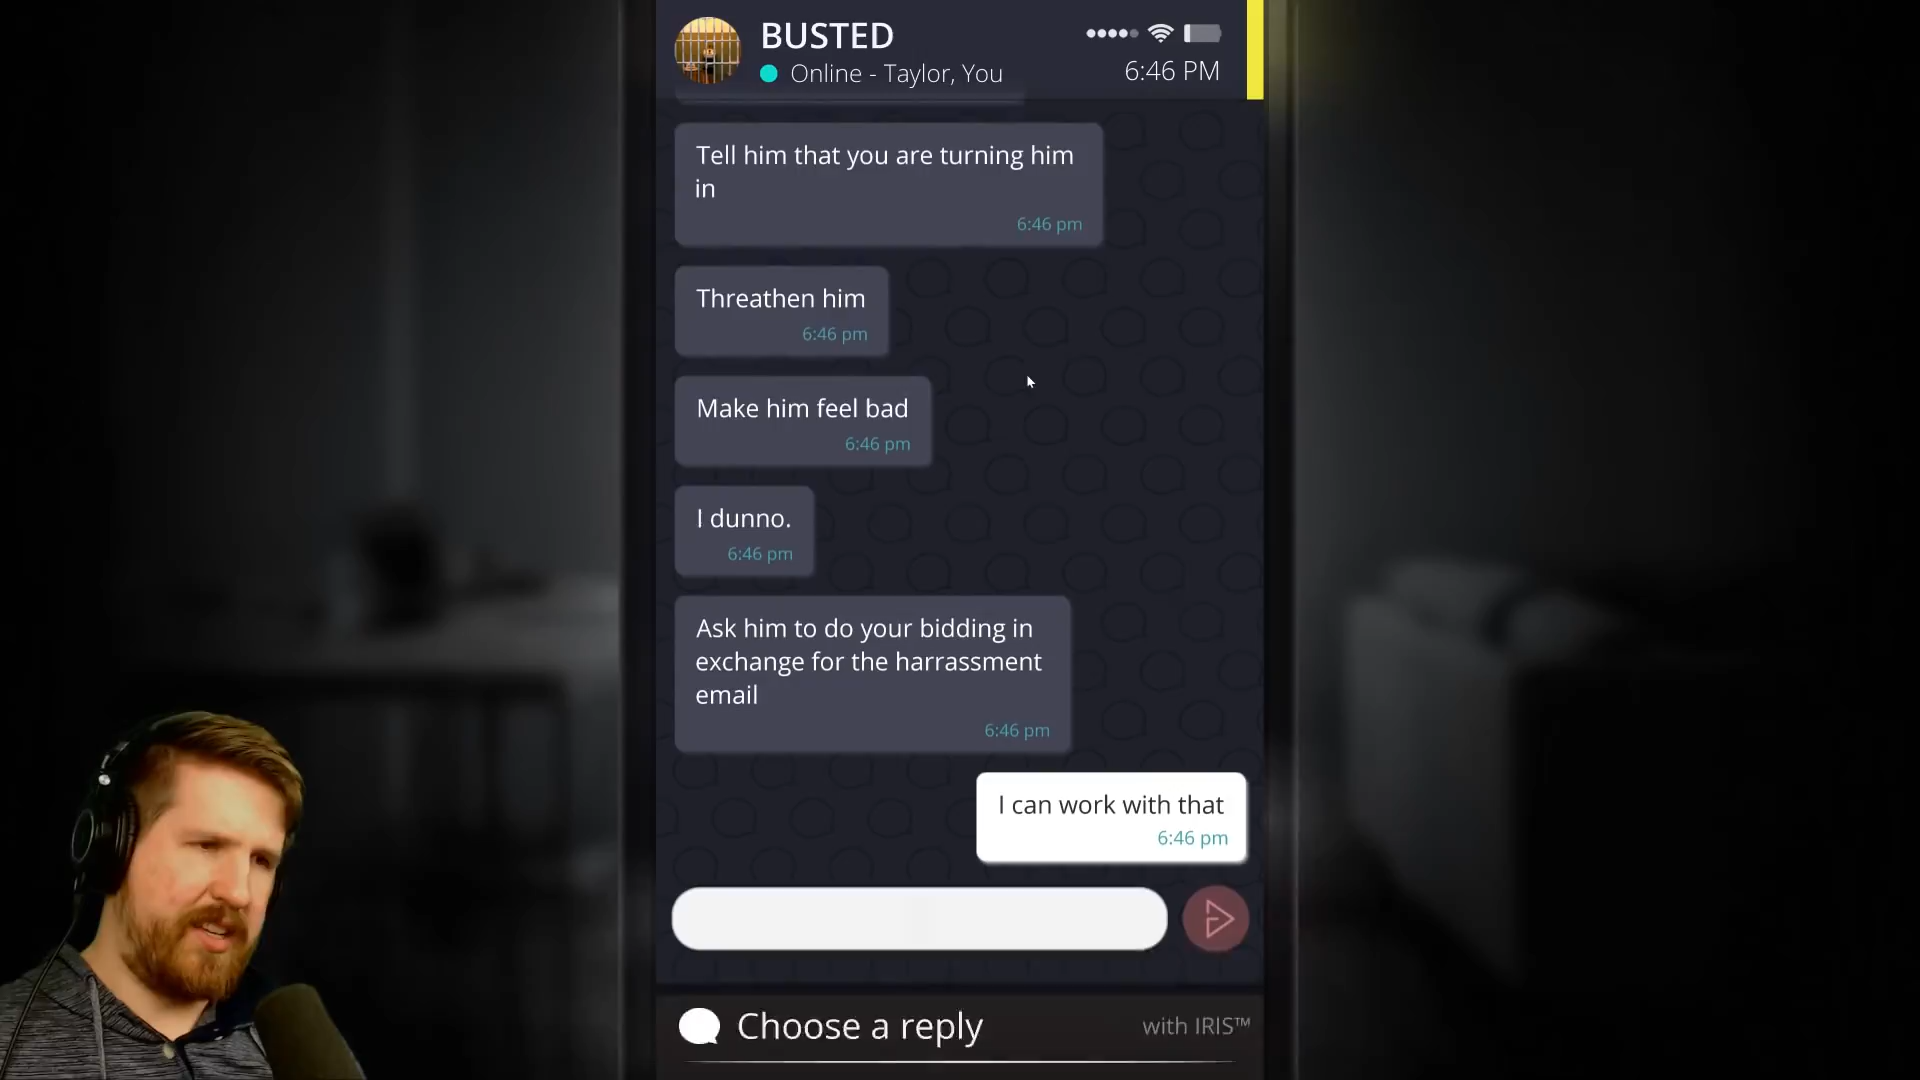 BUSTED
Online - Taylor, You
6:46 PM
Tell him that you are turning him
in
6:46 pm
Threathen him
6:46 pm
Make him feel bad
6:46 pm
I dunno.
6:46 pm
Ask him to do your bidding in
exchange for the harrassment
email
6:46 pm
I can work with that
6:46 pm
Choose a reply
with IRIS™